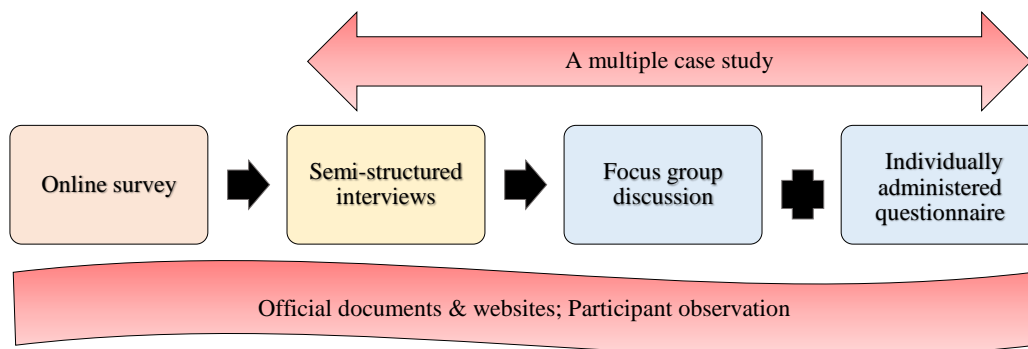 A multiple case study
Online survey
Semi-structured
interviews
Focus group
discussion
Individually
administered
questionnaire
Official documents & websites; Participant observation